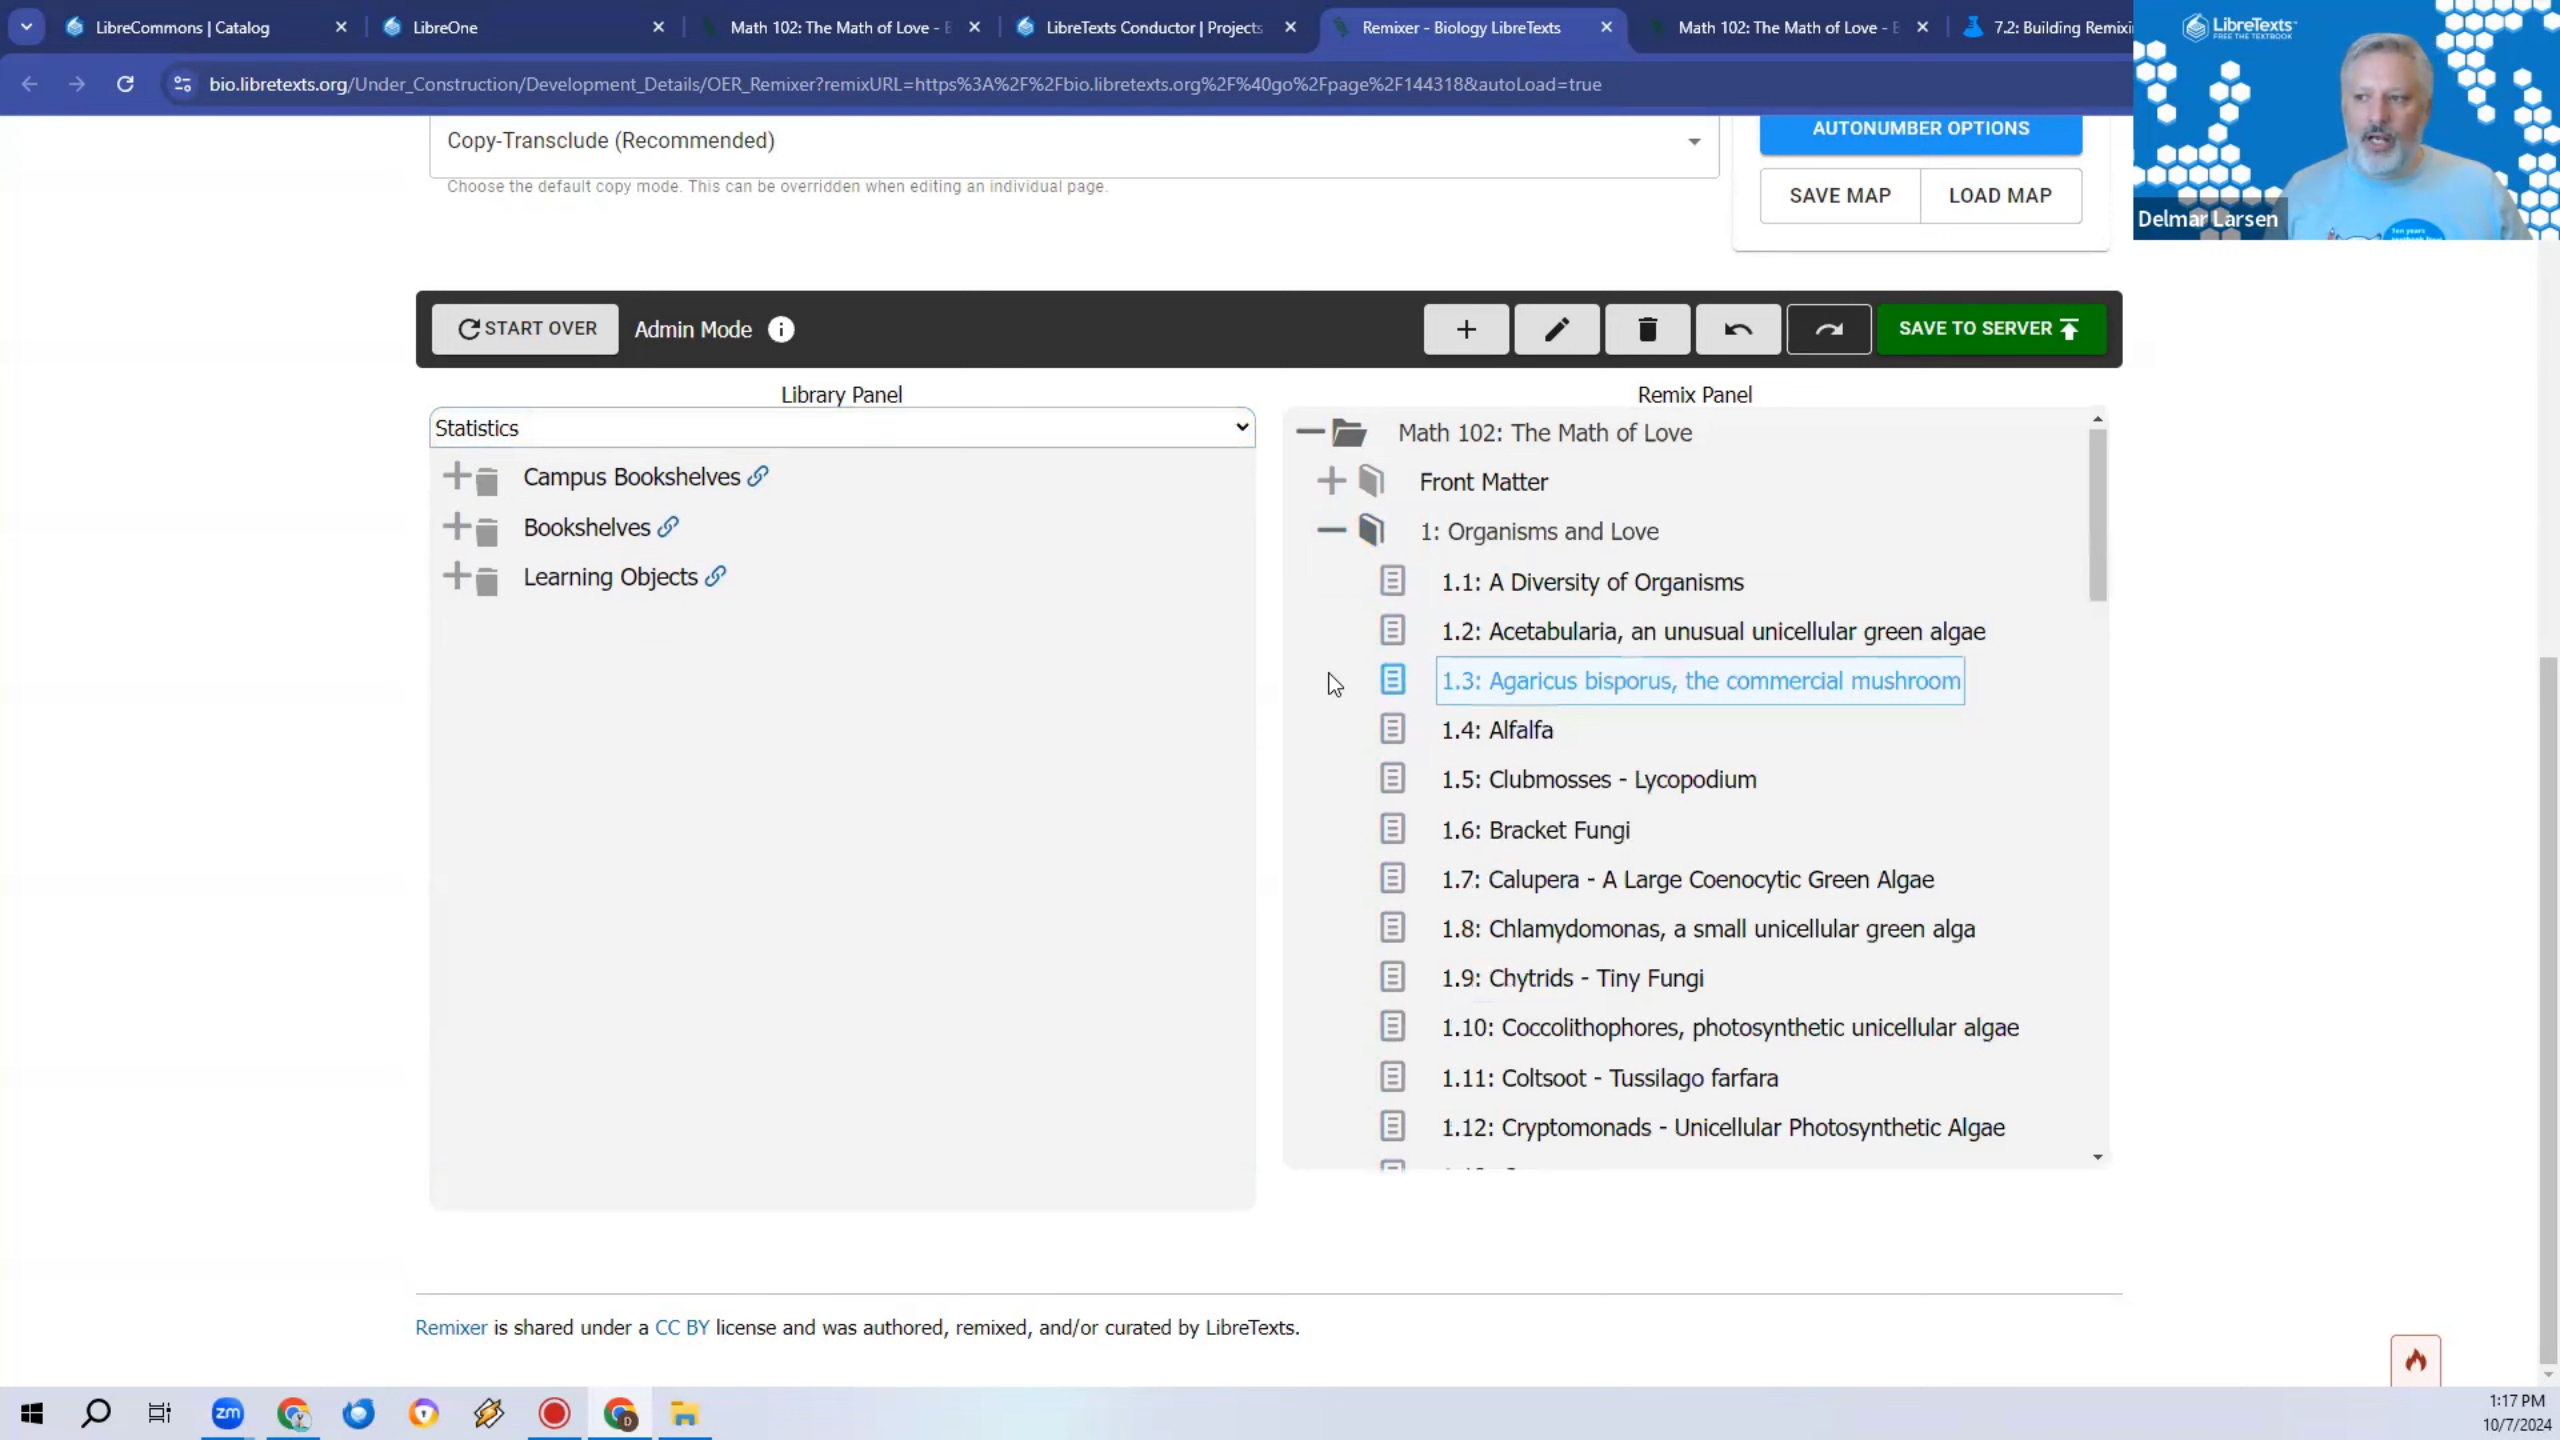 LibreCommons | Catalog
LibreOne
Math 102: The Math of Love - E
LibreTexts Conductor | Projects
Remixer - Biology LibreTexts
Math 102: The Math of Love - E
7.2: Building Remixi
bio.libretexts.org/Under_Construction/Development_Details/OER_Remixer?remixURL=https%3A%2F%2Fbio.libretexts.org%2F%40go%2Fpage%2F144318&autoLoad=true
LibreTexts
FREE THE TEXTBOOK
Ten years
Delmar Larsen
Copy-Transclude (Recommended)
Choose the default copy mode. This can be overridden when editing an individual page.
AUTONUMBER OPTIONS
SAVE MAP
LOAD MAP
START OVER
Admin Mode
SAVE TO SERVER
Library Panel
Statistics
Campus Bookshelves
Bookshelves
Learning Objects
Remix Panel
Math 102: The Math of Love
Front Matter
1: Organisms and Love
1.1: A Diversity of Organisms
1.2: Acetabularia, an unusual unicellular green algae
1.3: Agaricus bisporus, the commercial mushroom
1.4: Alfalfa
1.5: Clubmosses - Lycopodium
1.6: Bracket Fungi
1.7: Calupera - A Large Coenocytic Green Algae
1.8: Chlamydomonas, a small unicellular green alga
1.9: Chytrids - Tiny Fungi
1.10: Coccolithophores, photosynthetic unicellular algae
1.11: Coltsoot - Tussilago farfara
1.12: Cryptomonads - Unicellular Photosynthetic Algae
Remixer is shared under a CC BY license and was authored, remixed, and/or curated by LibreTexts.
zm
D
1:17 PM
10/7/2024